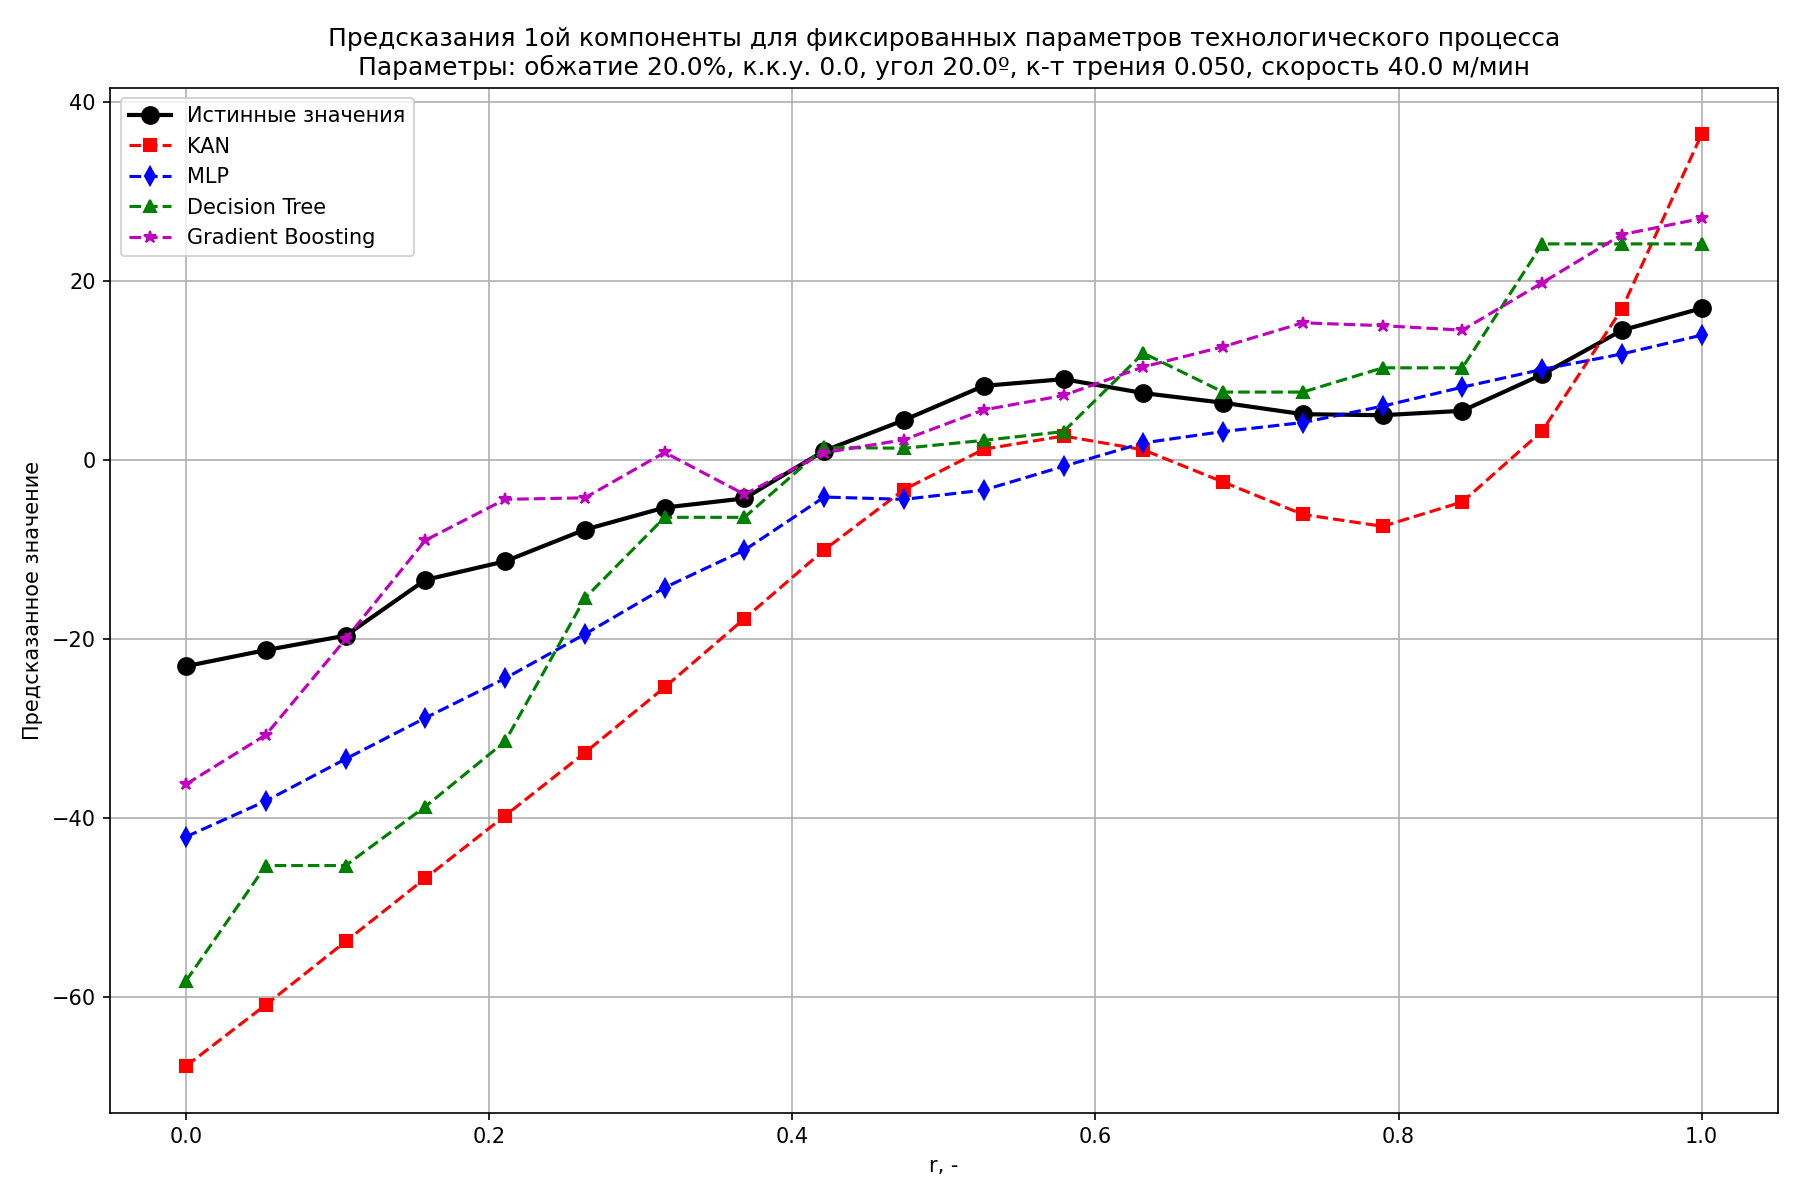 Предсказания 1ой компоненты для фиксированных параметров технологического процесса
Параметры: обжатие 20.0%, к.к.у. 0.0, угол 20.0º, к-т трения 0.050, скорость 40.0 м/мин
Истинные значения
KAN
MLP
Decision Tree
Gradient Boosting
Предсказанное значение
40
20
0
−20
−40
−60
0.0
0.2
0.4
0.6
0.8
1.0
r, -